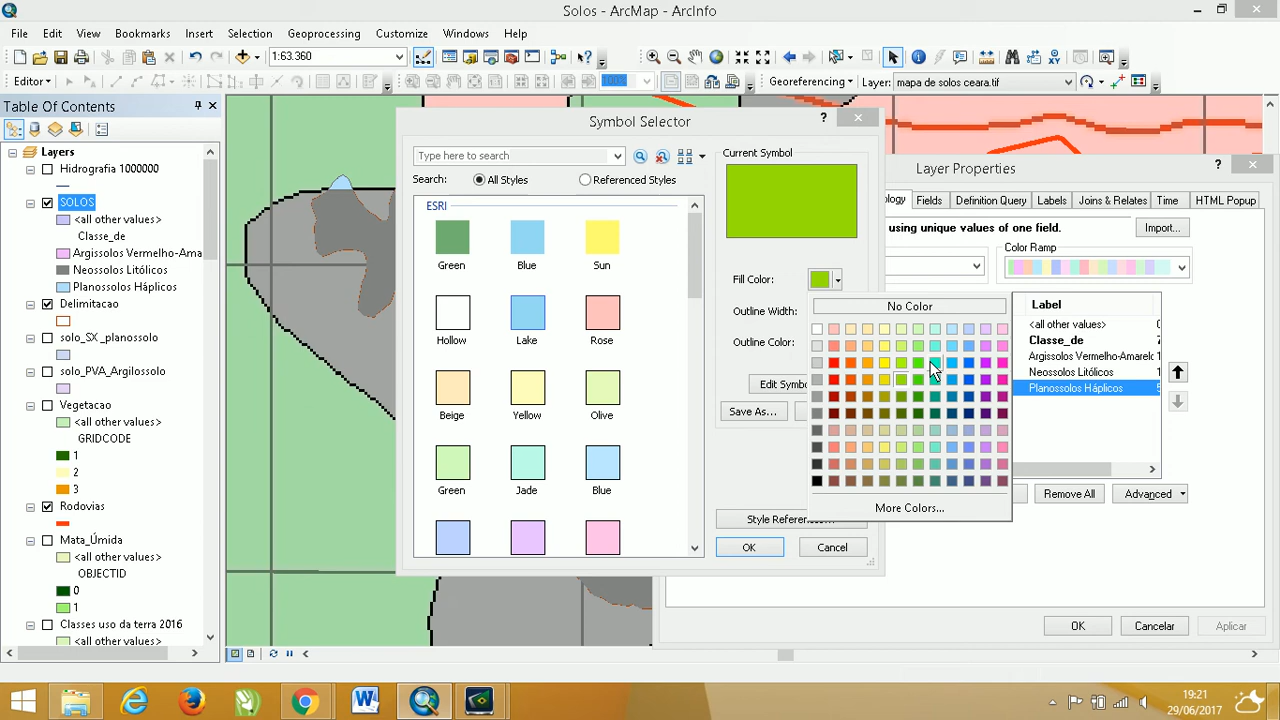 Solos - ArcMap - ArcInfo
File Edit View Bookmarks Insert Selection Geoprocessing Customize Windows Help
1:63.360
Editor 100% Georeferencing Layer: mapa de solos ceara.tif
Table Of Contents
Layers
Hidrografia 1000000
SOLOS
<all other values>
Classe_de
Argissolos Vermelho-Ama
Neossolos Litólicos
Planossolos Háplicos
Delimitacao
solo_SX _planossolo
solo_PVA_Argilossolo
Vegetacao
GRIDCODE
1
2
3
Rodovias
Mata_Úmida
<all other values>
OBJECTID
0
1
Classes uso da terra 2016
<all other values>
Symbol Selector
?
Type here to search
Search: All Styles Referenced Styles
ESRI
Green Blue Sun
Hollow Lake Rose
Beige Yellow Olive
Green Jade Blue
Current Symbol
Fill Color:
Outline Width:
Outline Color:
Edit Symbo
Save As...
Style Reference...
OK Cancel
No Color
More Colors...
Layer Properties
?
ology Fields Definition Query Labels Joins & Relates Time HTML Popup
using unique values of one field.
Import...
Color Ramp
Label
<all other values>
Classe_de
Argissolos Vermelho-Amarelo
Neossolos Litólicos 1
Planossolos Háplicos 5
Remove All Advanced
OK Cancelar Aplicar
19:21
29/06/2017